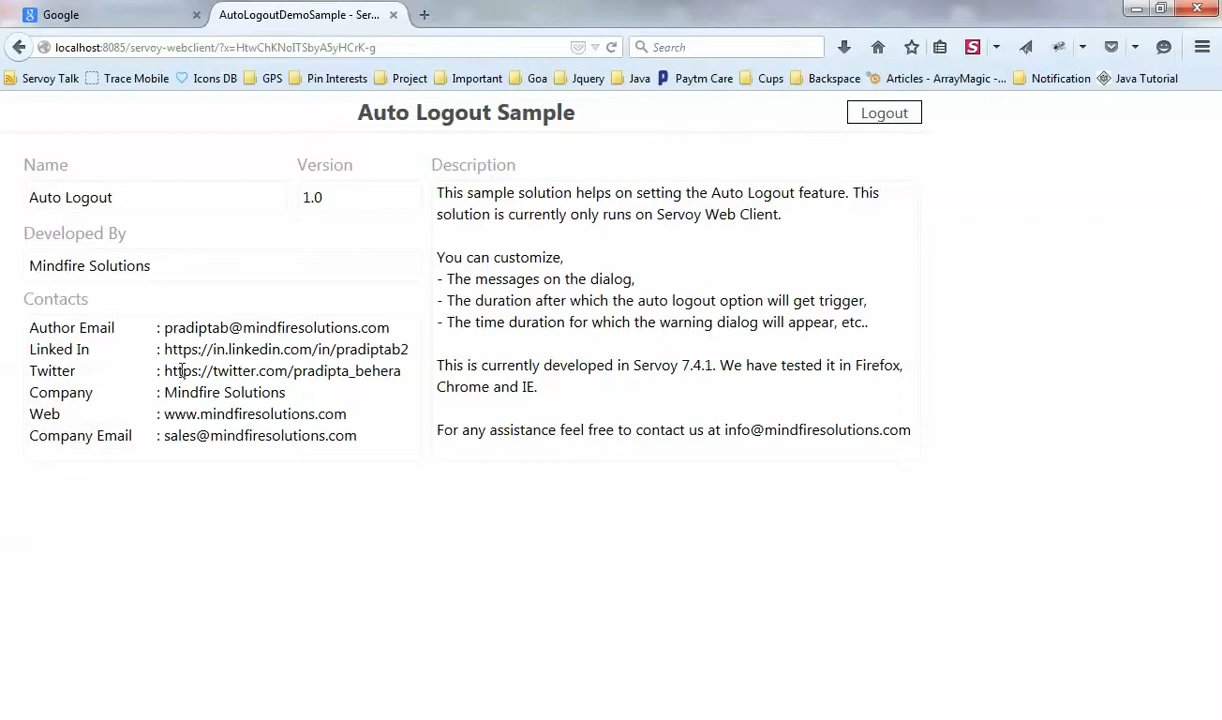 Google
AutoLogoutDemoSample - Ser...
localhost:8085/servoy-webclient/?x=HtwChKNoITSbyA5yHCrK-g
Search
Servoy Talk Trace Mobile Icons DB GPS Pin Interests Project Important Goa Jquery Java Paytm Care Cups Backspace Articles - ArrayMagic -... Notification Java Tutorial
Auto Logout Sample
Logout
Name
Version
Description
Auto Logout
1.0
This sample solution helps on setting the Auto Logout feature. This
solution is currently only runs on Servoy Web Client.
You can customize,
- The messages on the dialog,
- The duration after which the auto logout option will get trigger,
- The time duration for which the warning dialog will appear, etc..
This is currently developed in Servoy 7.4.1. We have tested it in Firefox,
Chrome and IE.
For any assistance feel free to contact us at info@mindfiresolutions.com
Developed By
Mindfire Solutions
Contacts
Author Email : pradiptab@mindfiresolutions.com
Linked In : https://in.linkedin.com/in/pradiptab2
Twitter : https://twitter.com/pradipta_behera
Company : Mindfire Solutions
Web : www.mindfiresolutions.com
Company Email : sales@mindfiresolutions.com